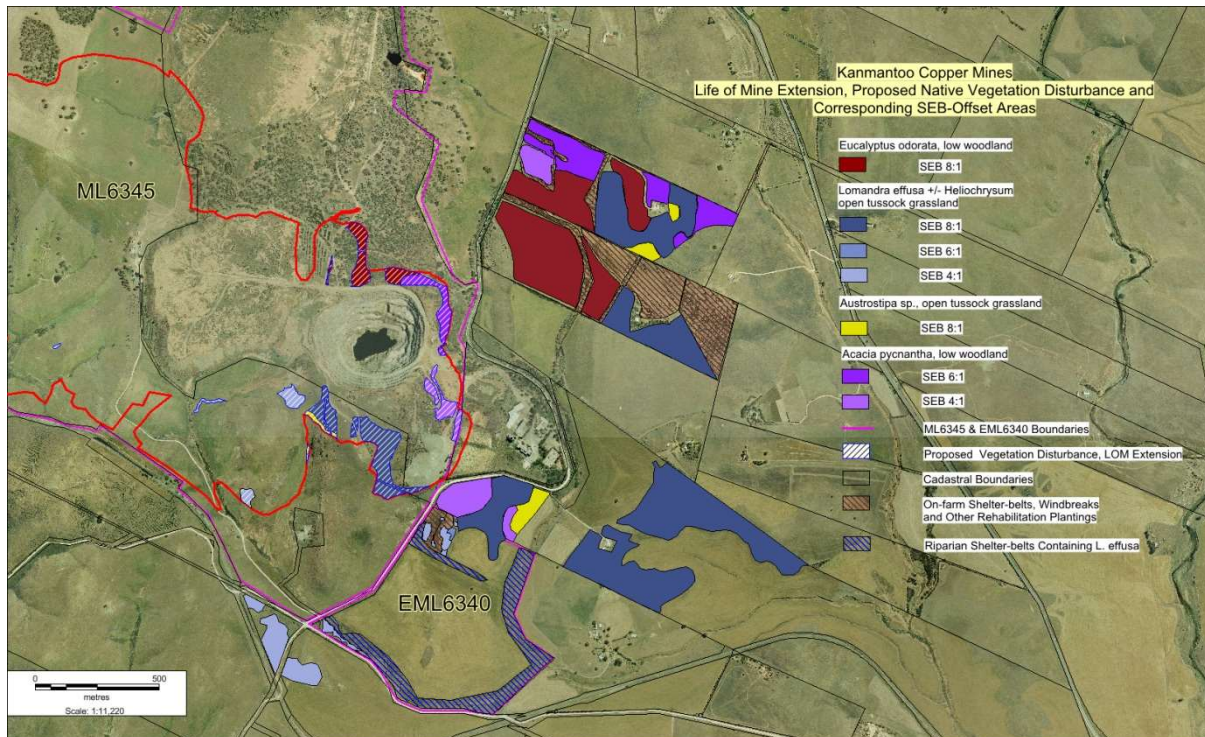 Kanmantoo Copper Mines
Life of Mine Extension, Proposed Native Vegetation Disturbance and
Corresponding SEB-Offset Areas
Eucalyptus odorata, low woodland
SEB 8:1
Lomandra effusa +/- Heliochrysum
open tussock grassland
SEB 8:1
SEB 6:1
SEB 4:1
Austrostipa sp., open tussock grassland
SEB 8:1
Acacia pycnantha, low woodland
SEB 6:1
SEB 4:1
ML6345 & EML6340 Boundaries
Proposed Vegetation Disturbance, LOM Extension
Cadastral Boundaries
On-farm Shelter-belts, Windbreaks
and Other Rehabilitation Plantings
Riparian Shelter-belts Containing L. effusa
ML6345
EML6340
0 500
metres
Scale: 1:11,220